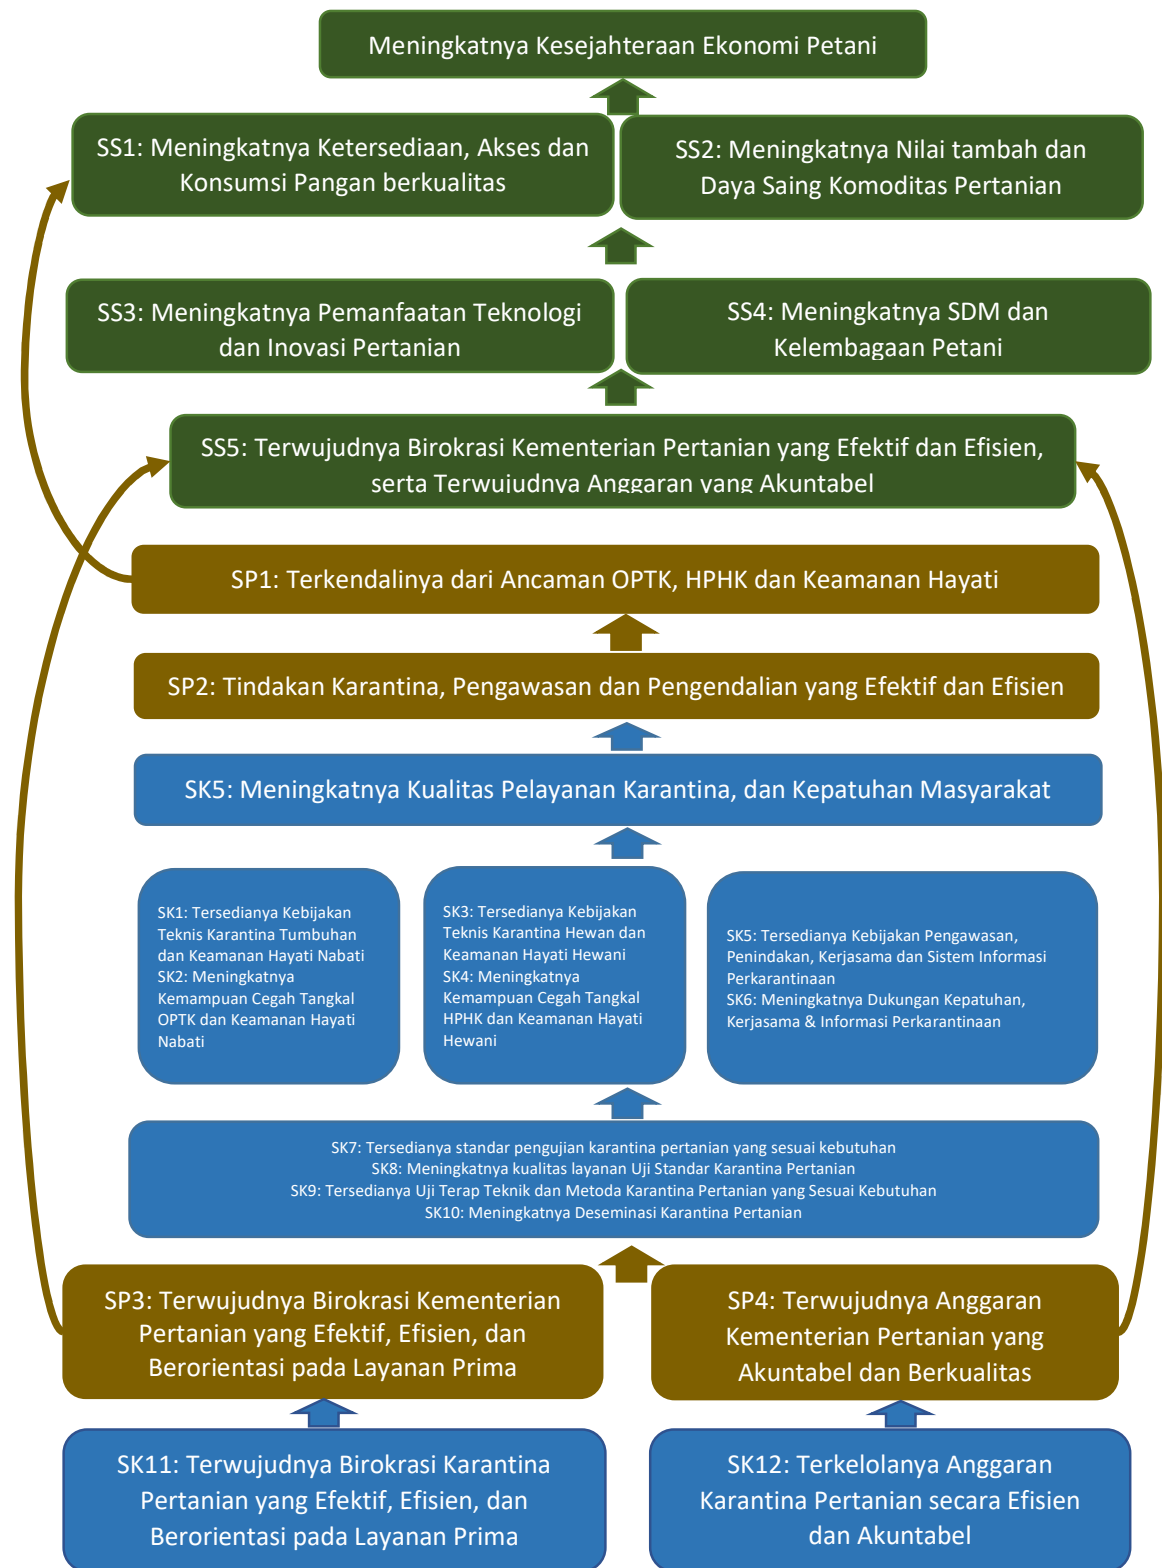 Meningkatnya Kesejahteraan Ekonomi Petani
SS1: Meningkatnya Ketersediaan, Akses dan
Konsumsi Pangan berkualitas
SS2: Meningkatnya Nilai tambah dan
Daya Saing Komoditas Pertanian
SS3: Meningkatnya Pemanfaatan Teknologi
dan Inovasi Pertanian
SS4: Meningkatnya SDM dan
Kelembagaan Petani
SS5: Terwujudnya Birokrasi Kementerian Pertanian yang Efektif dan Efisien,
serta Terwujudnya Anggaran yang Akuntabel
SP1: Terkendalinya dari Ancaman OPTK, HPHK dan Keamanan Hayati
SP2: Tindakan Karantina, Pengawasan dan Pengendalian yang Efektif dan Efisien
SK5: Meningkatnya Kualitas Pelayanan Karantina, dan Kepatuhan Masyarakat
SK1: Tersedianya Kebijakan
Teknis Karantina Tumbuhan
dan Keamanan Hayati Nabati
SK2: Meningkatnya
Kemampuan Cegah Tangkal
OPTK dan Keamanan Hayati
Nabati
SK3: Tersedianya Kebijakan
Teknis Karantina Hewan dan
Keamanan Hayati Hewani
SK4: Meningkatnya
Kemampuan Cegah Tangkal
HPHK dan Keamanan Hayati
Hewani
SK5: Tersedianya Kebijakan Pengawasan,
Penindakan, Kerjasama dan Sistem Informasi
Perkarantinaan
SK6: Meningkatnya Dukungan Kepatuhan,
Kerjasama & Informasi Perkarantinaan
SK7: Tersedianya standar pengujian karantina pertanian yang sesuai kebutuhan
SK8: Meningkatnya kualitas layanan Uji Standar Karantina Pertanian
SK9: Tersedianya Uji Terap Teknik dan Metoda Karantina Pertanian yang Sesuai Kebutuhan
SK10: Meningkatnya Deseminasi Karantina Pertanian
SP3: Terwujudnya Birokrasi Kementerian
Pertanian yang Efektif, Efisien, dan
Berorientasi pada Layanan Prima
SP4: Terwujudnya Anggaran
Kementerian Pertanian yang
Akuntabel dan Berkualitas
SK11: Terwujudnya Birokrasi Karantina
Pertanian yang Efektif, Efisien, dan
Berorientasi pada Layanan Prima
SK12: Terkelolanya Anggaran
Karantina Pertanian secara Efisien
dan Akuntabel